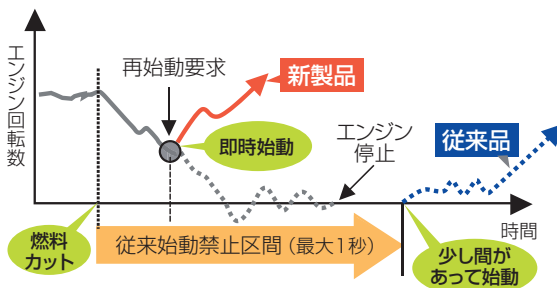 エンジン回転数
再始動要求
新製品
即時始動
エンジン
停止
従来品
時間
燃料
カット
従来始動禁止区間（最大1秒）
少し間が
あって始動